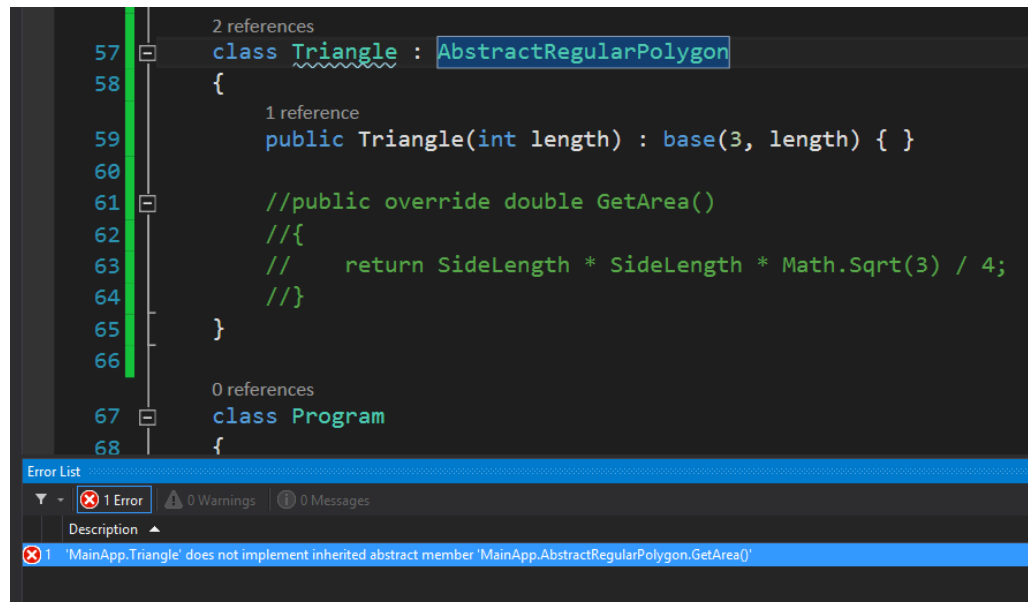 2 references
57 class Triangle : AbstractRegularPolygon
58 {
1 reference
59 public Triangle(int length) : base(3, length) { }
60
61 //public override double GetArea()
62 //{
63 //    return SideLength * SideLength * Math.Sqrt(3) / 4;
64 //}
65 }
66
0 references
67 class Program
68 {
Error List
1 Error 0 Warnings 0 Messages
Description
1 'MainApp.Triangle' does not implement inherited abstract member 'MainApp.AbstractRegularPolygon.GetArea()'